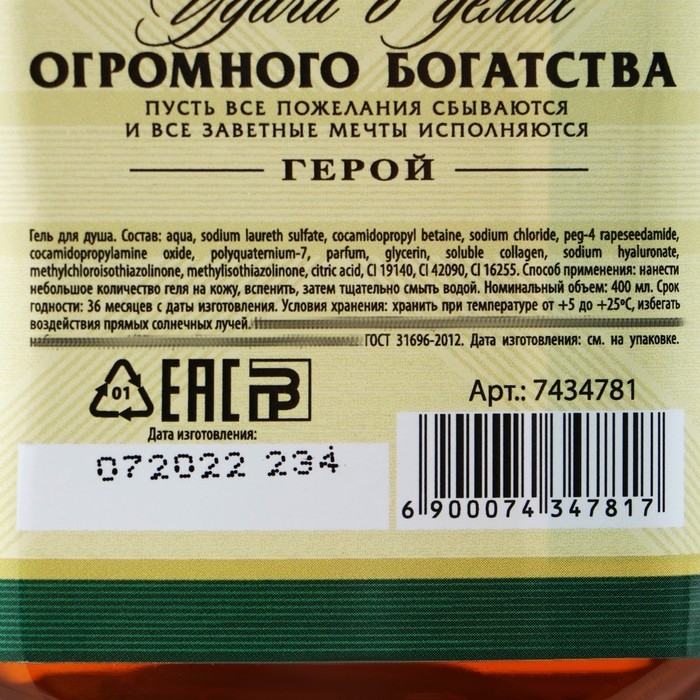 Удачи в делах
ОГРОМНОГО БОГАТСТВА
ПУСТЬ ВСЕ ПОЖЕЛАНИЯ СБЫВАЮТСЯ
И ВСЕ ЗАВЕТНЫЕ МЕЧТЫ ИСПОЛНЯЮТСЯ
ГЕРОЙ
Гель для душа. Состав: aqua, sodium laureth sulfate, cocamidopropyl betaine, sodium chloride, peg-4 rapeseedamide,
cocamidopropylamine oxide, polyquaternium-7, parfum, glycerin, soluble collagen, sodium hyaluronate,
methylchloroisothiazolinone, methylisothiazolinone, citric acid, CI 19140, CI 42090, CI 16255. Способ применения: нанести
небольшое количество геля на кожу, вспенить, затем тщательно смыть водой. Номинальный объем: 400 мл. Срок
годности: 36 месяцев с даты изготовления. Условия хранения: хранить при температуре от +5 до +25ºС, избегать
воздействия прямых солнечных лучей.
ГОСТ 31696-2012. Дата изготовления: см. на упаковке.
01 EAC PB
Арт.: 7434781
Дата изготовления:
072022 234
6 900074 347817